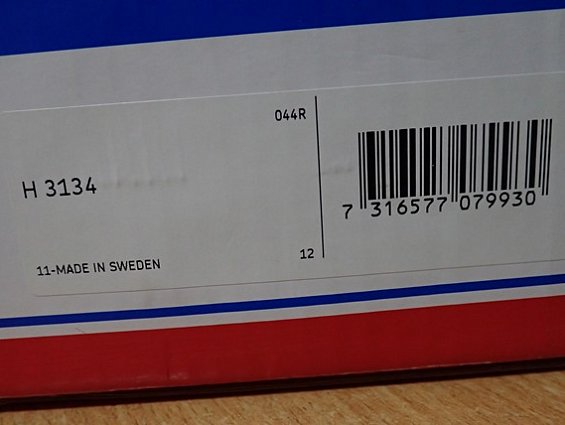 044R
H 3134
7 316577 079930
12
11-MADE IN SWEDEN